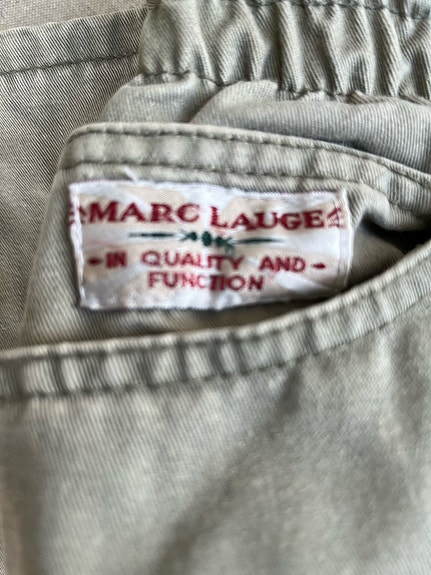 MARC LAUGE
-IN QUALITY AND-
FUNCTION